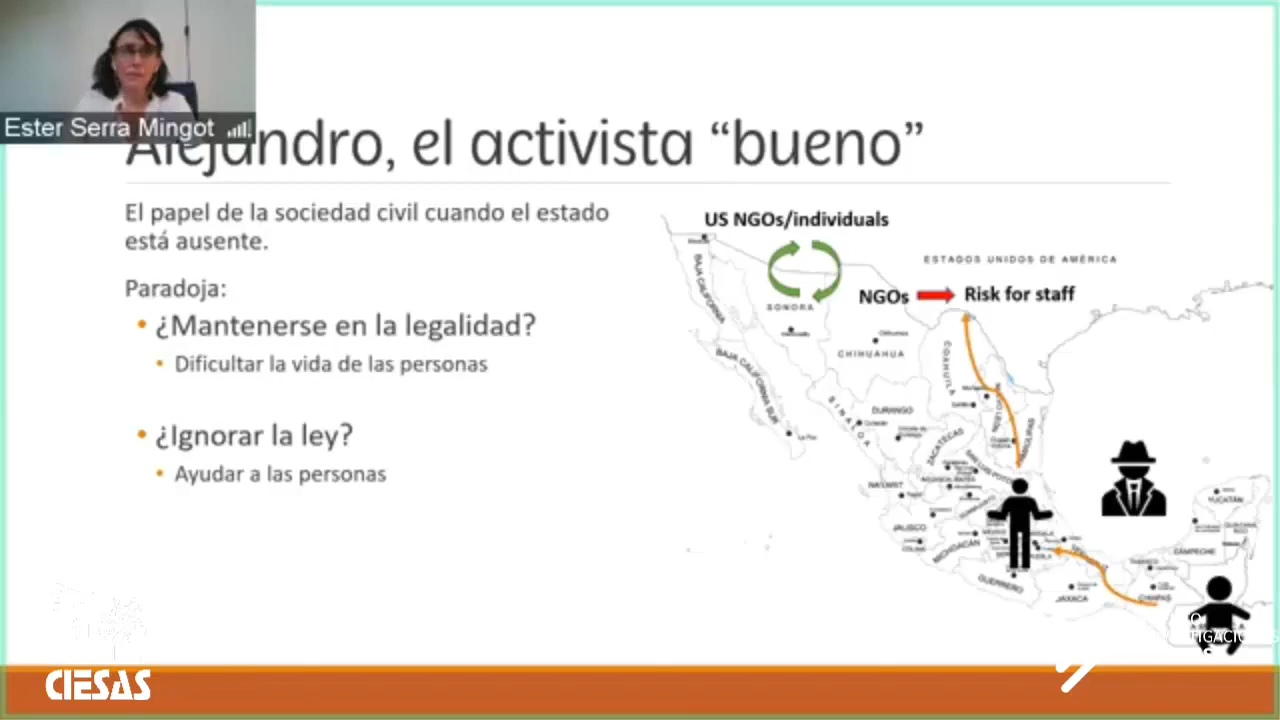 Ester Serra Mingot
Alejandro, el activista “bueno”
El papel de la sociedad civil cuando el estado
está ausente.
Paradoja:
• ¿Mantenerse en la legalidad?
• Dificultar la vida de las personas
• ¿Ignorar la ley?
• Ayudar a las personas
US NGOs/individuals
ESTADOS UNIDOS DE AMÉRICA
NGOs
Risk for staff
BAJA CALIFORNIA
SONORA
CHIHUAHUA
COAHUILA
BAJA CALIFORNIA SUR
SINALOA
DURANGO
ZACATECAS
La Paz
JALISCO
COLIMA
MICHOACÁN
GUERRERO
CAMPECHE
YUCATÁN
CHIAPAS
CIESAS